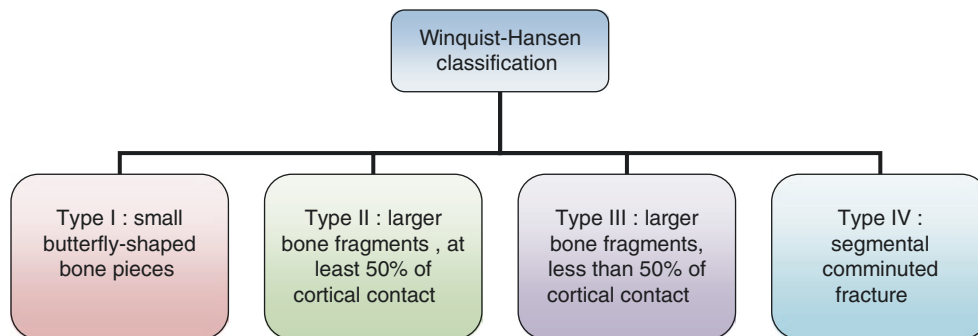 Winquist-Hansen
classification
Type I : small
butterfly-shaped
bone pieces
Type II : larger
bone fragments , at
least 50% of
cortical contact
Type III : larger
bone fragments,
less than 50% of
cortical contact
Type IV :
segmental
comminuted
fracture